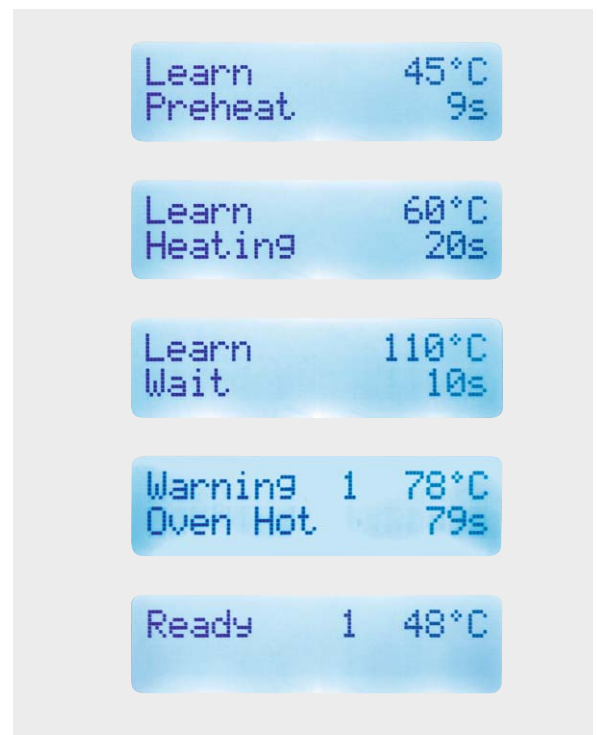 Learn 45°C
Preheat 9s
Learn 60°C
Heating 20s
Learn 110°C
Wait 10s
Warning 1 78°C
Oven Hot 79s
Ready 1 48°C